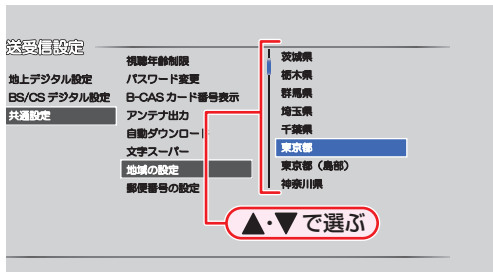 送受信設定
地上デジタル設定
BS/CS デジタル設定
共通設定
視聴年齢制限
パスワード変更
B-CAS カード番号表示
アンテナ出力
自動ダウンロード
文字スーパー
地域の設定
郵便番号の設定
茨城県
栃木県
群馬県
埼玉県
千葉県
東京都
東京都（島部）
神奈川県
▲・▼で選ぶ